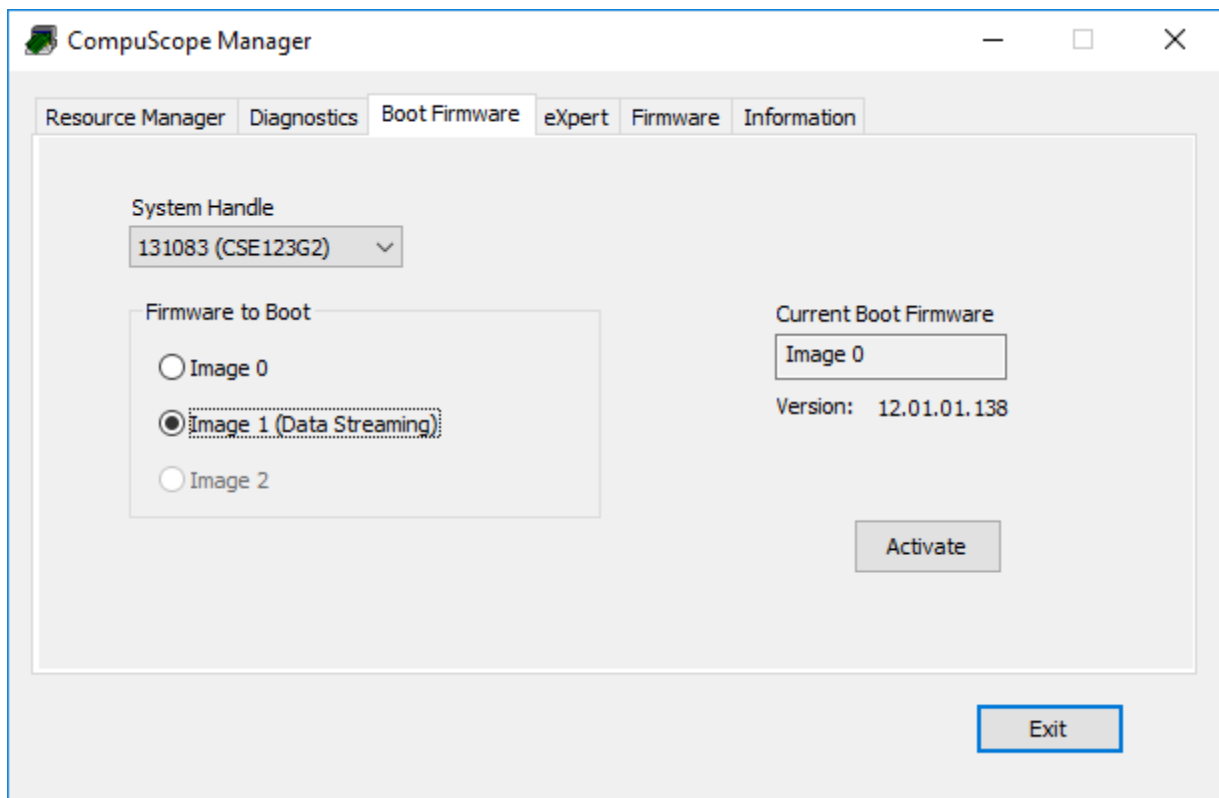 CompuScope Manager
Resource Manager Diagnostics Boot Firmware eXpert Firmware Information
System Handle
131083 (CSE123G2)
Firmware to Boot
Image 0
Image 1 (Data Streaming)
Image 2
Current Boot Firmware
Image 0
Version: 12.01.01.138
Activate
Exit